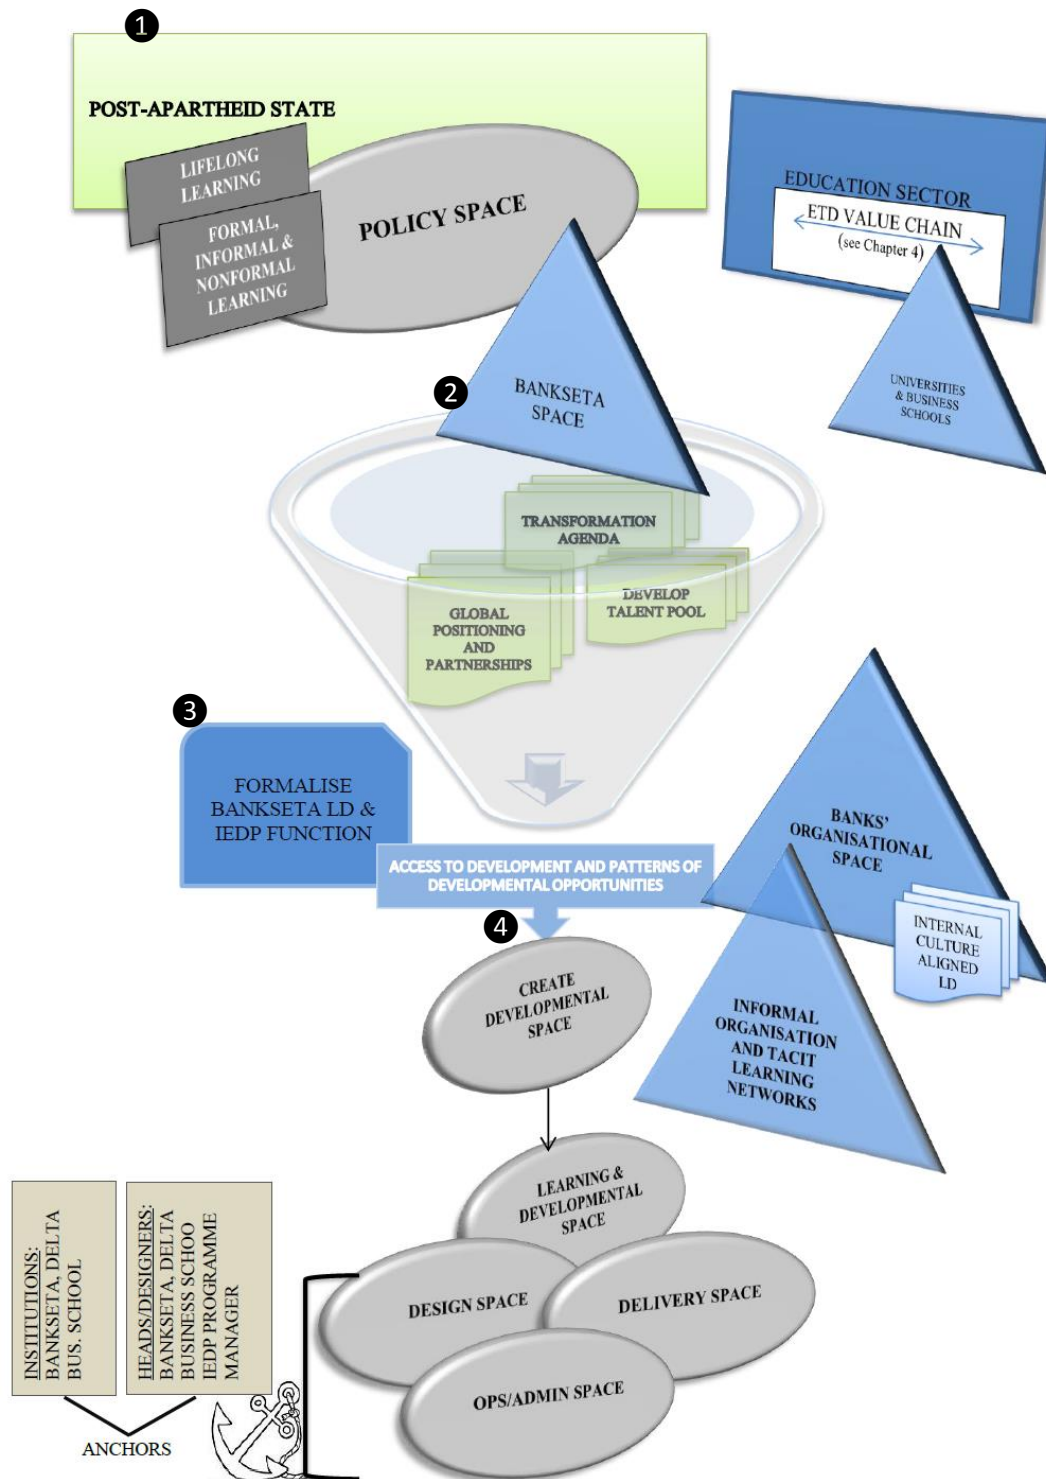 1
POST-APARTHEID STATE
LIFELONG
LEARNING
FORMAL,
INFORMAL &
NONFORMAL
LEARNING
POLICY SPACE
EDUCATION SECTOR
ETD VALUE CHAIN
(see Chapter 4)
UNIVERSITIES
& BUSINESS
SCHOOLS
2
BANKSETA
SPACE
TRANSFORMATION
AGENDA
DEVELOP
TALENT POOL
GLOBAL
POSITIONING
AND
PARTNERSHIPS
3
FORMALISE
BANKSETA LD &
IEDP FUNCTION
ACCESS TO DEVELOPMENT AND PATTERNS OF
DEVELOPMENTAL OPPORTUNITIES
BANKS'
ORGANISATIONAL
SPACE
INTERNAL
CULTURE
ALIGNED
LD
INFORMAL
ORGANISATION
AND TACIT
LEARNING
NETWORKS
4
CREATE
DEVELOPMENTAL
SPACE
LEARNING &
DEVELOPMENTAL
SPACE
DESIGN SPACE
DELIVERY SPACE
OPS/ADMIN SPACE
INSTITUTIONS:
BANKSETA, DELTA
BUS. SCHOOL
HEADS/DESIGNERS:
BANKSETA, DELTA
BUSINESS SCHOO
IEDP PROGRAMME
MANAGER
ANCHORS